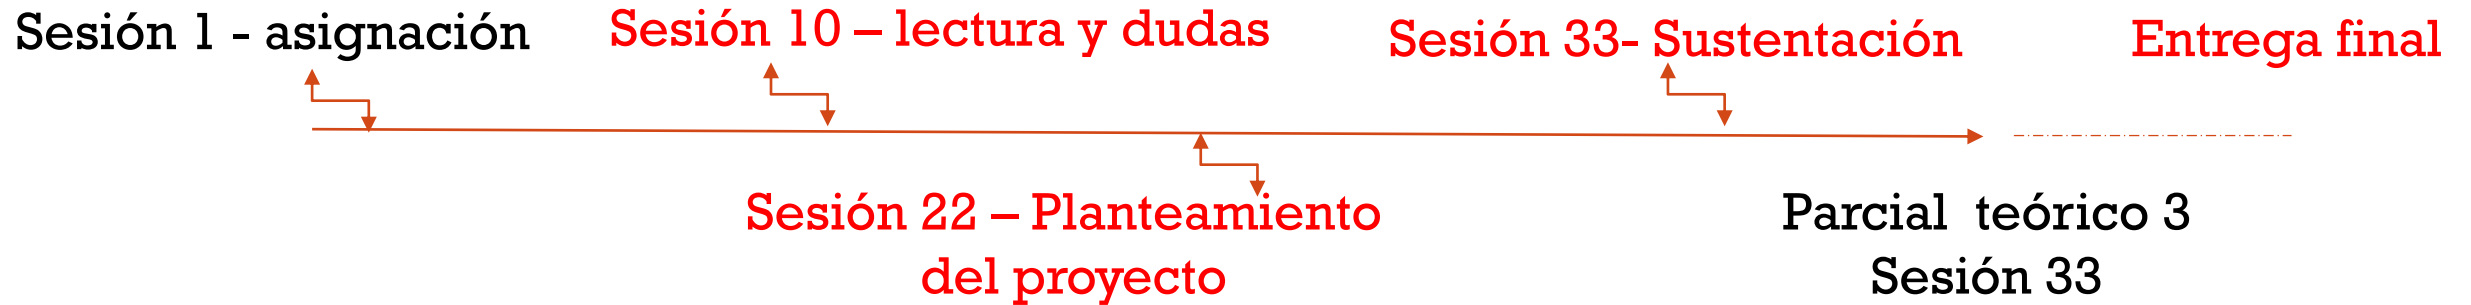 Sesión 1 - asignación
Sesión 10 – lectura y dudas
Sesión 33- Sustentación
Entrega final
Sesión 22 – Planteamiento
del proyecto
Parcial teórico 3
Sesión 33